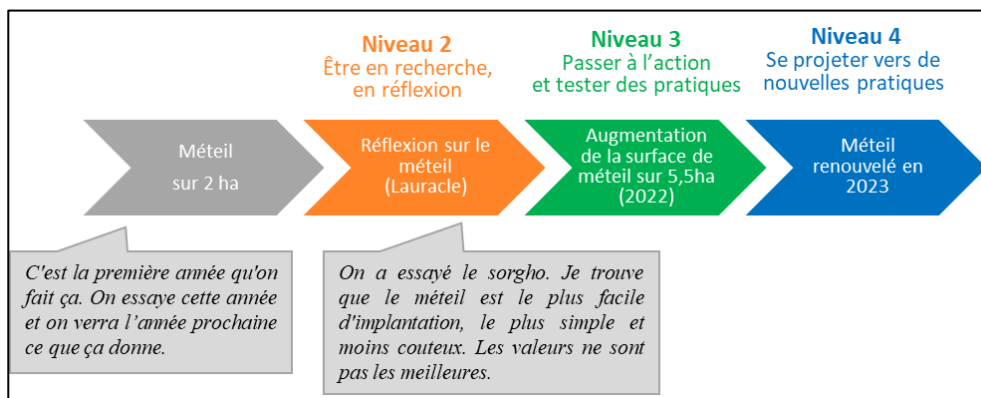 Niveau 2
Être en recherche,
en réflexion
Niveau 3
Passer à l'action
et tester des pratiques
Niveau 4
Se projeter vers de
nouvelles pratiques
Méteil
sur 2 ha
Réflexion sur le
méteil
(Lauracle)
Augmentation
de la surface de
méteil sur 5,5ha
(2022)
Méteil
renouvelé en
2023
C'est la première année qu'on
fait ça. On essaye cette année
et on verra l'année prochaine
ce que ça donne.
On a essayé le sorgho. Je trouve
que le méteil est le plus facile
d'implantation, le plus simple et
moins couteux. Les valeurs ne sont
pas les meilleures.